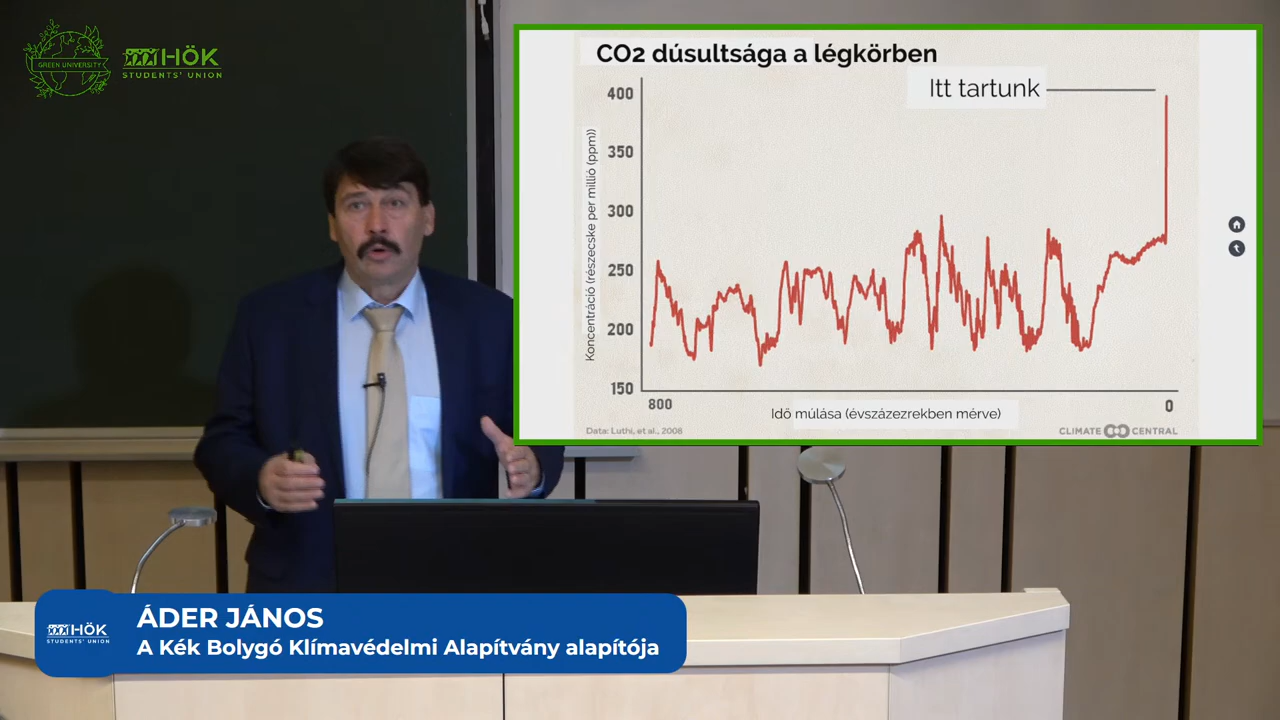 GREEN UNIVERSITY
HÖK
STUDENTS' UNION
CO2 dúsultsága a légkörben
Itt tartunk
400
350
300
250
200
150
Koncentráció (részecske per millió (ppm))
800
0
Idő múlása (évszázezrekben mérve)
Data: Luthi, et al., 2008
CLIMATE CENTRAL
HÖK
STUDENTS' UNION
ÁDER JÁNOS
A Kék Bolygó Klímavédelmi Alapítvány alapítója